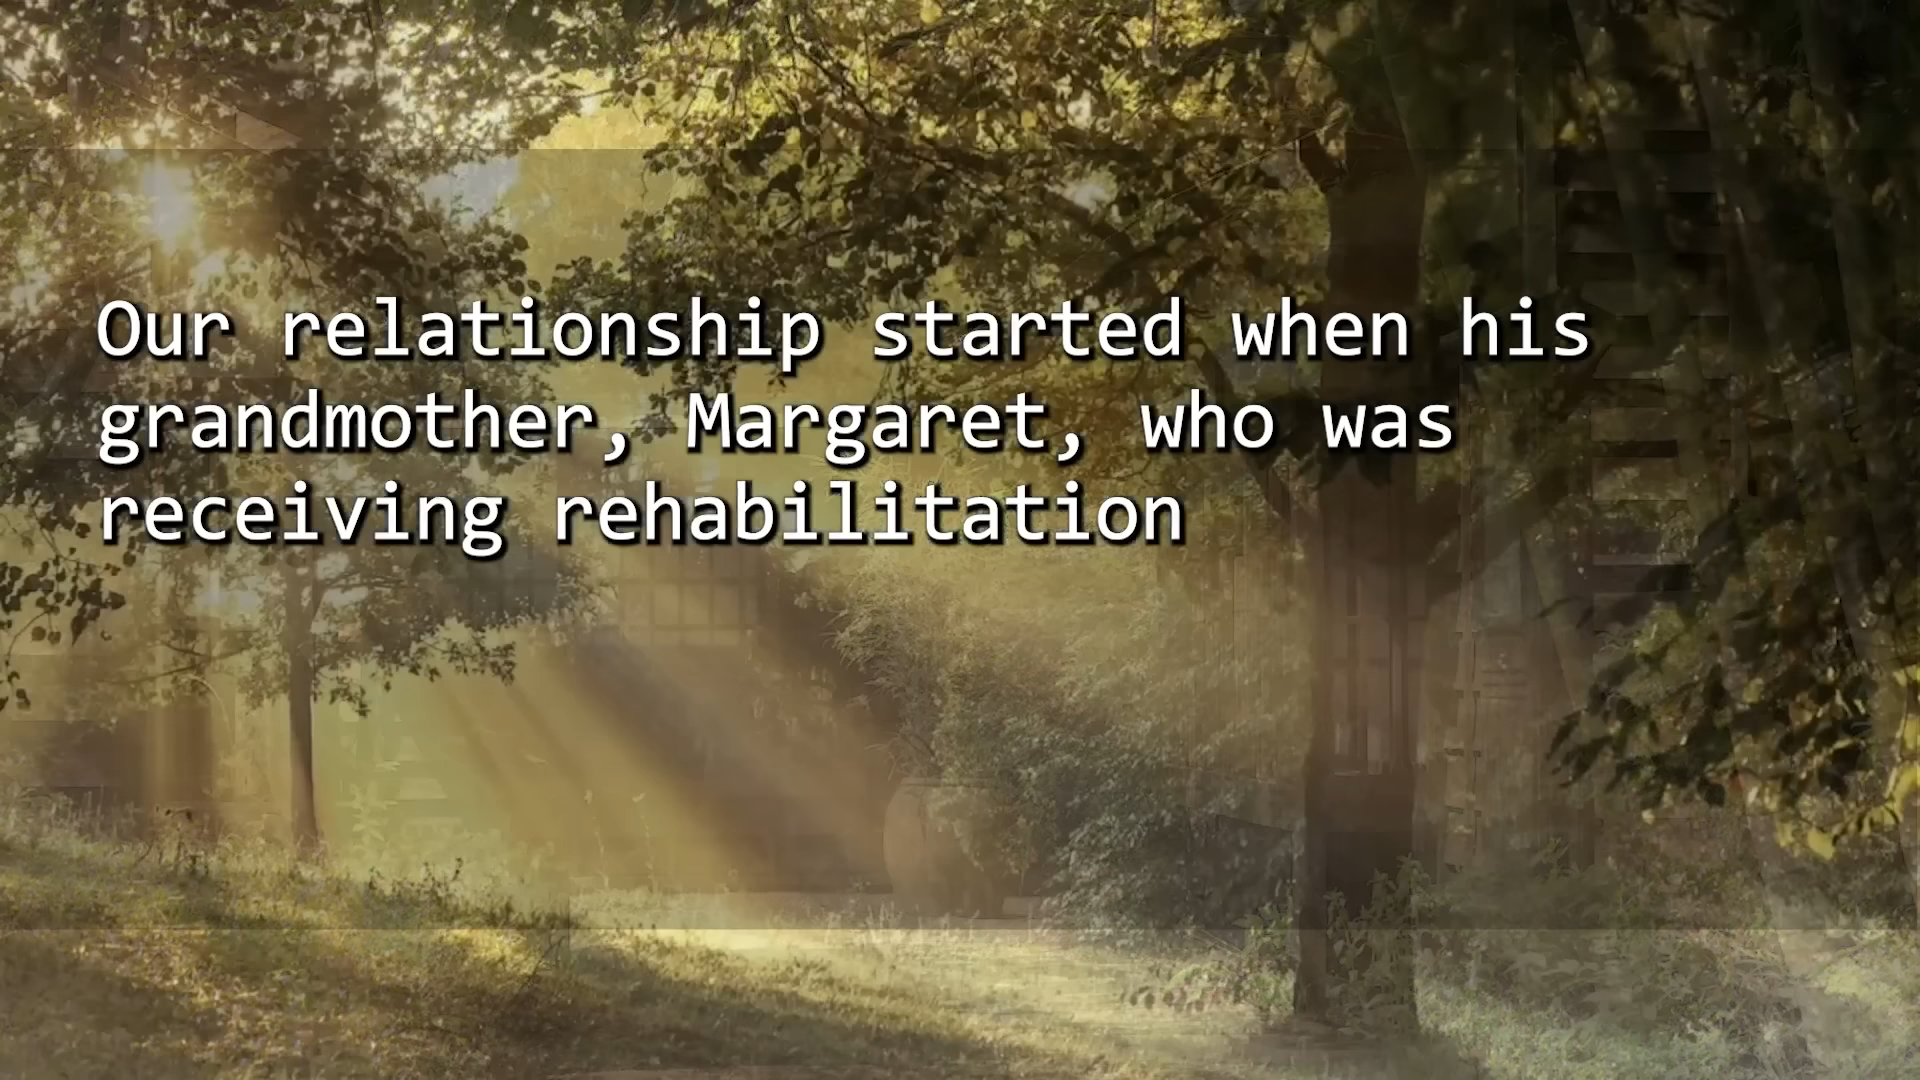 Our relationship started when his
grandmother, Margaret, who was
receiving rehabilitation